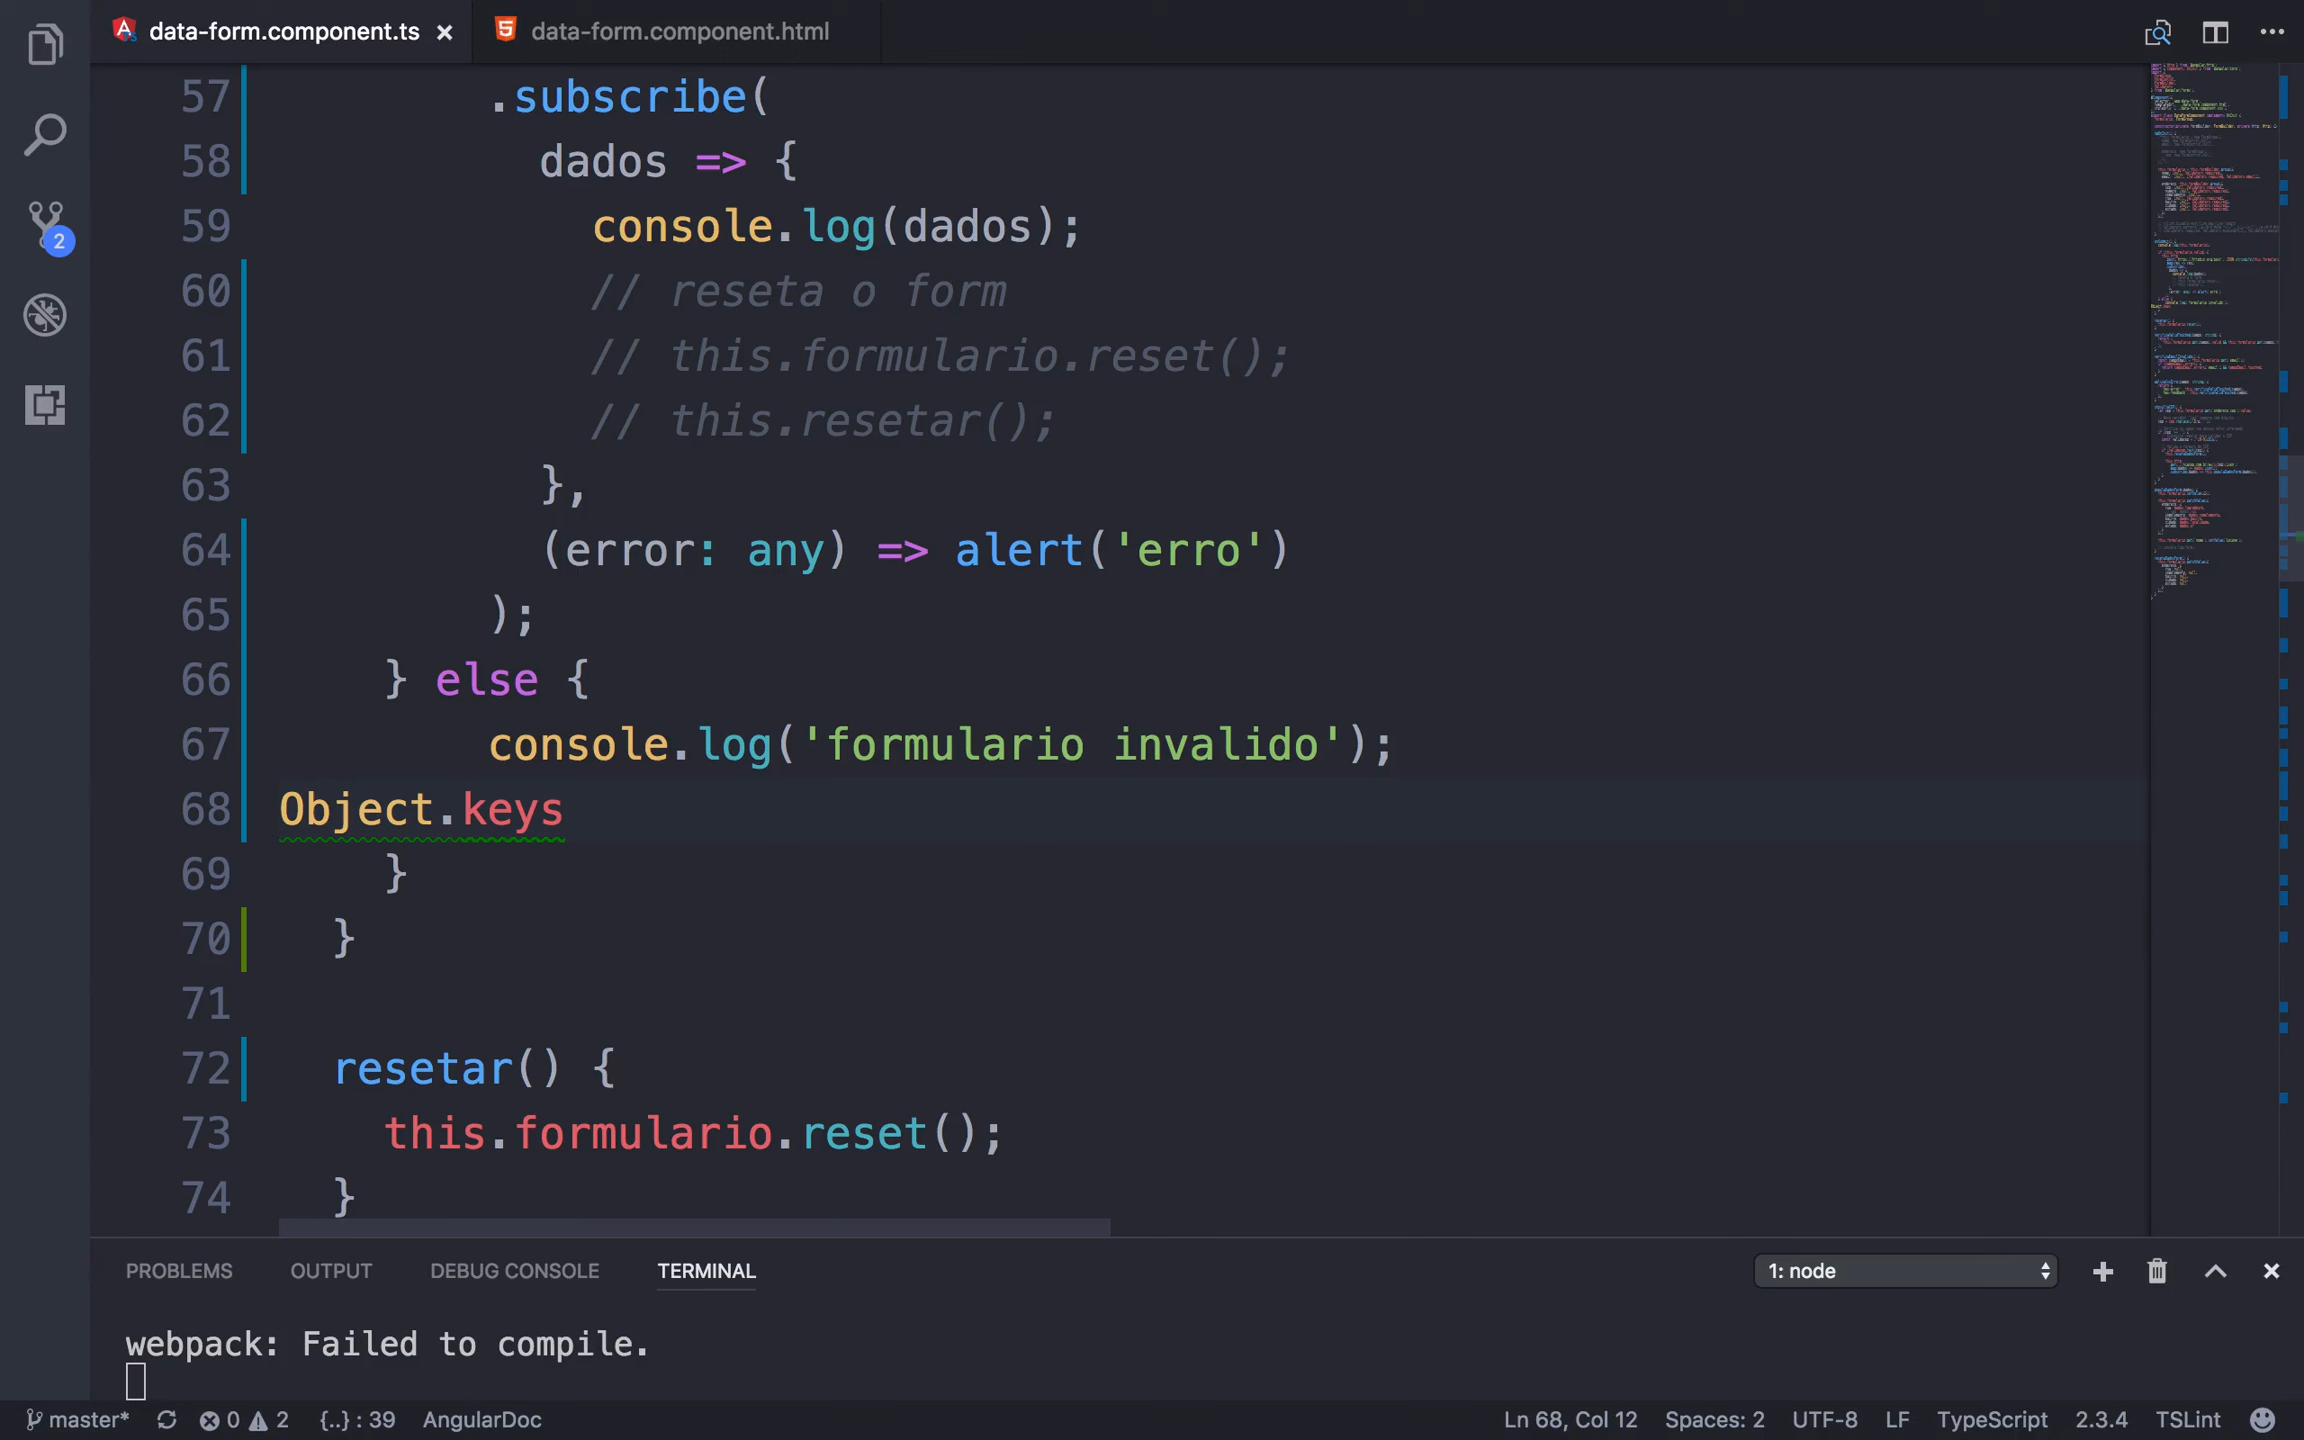 data-form.component.ts
data-form.component.html
57 .subscribe(
58 dados => {
59 console.log(dados);
60 // reseta o form
61 // this.formulario.reset();
62 // this.resetar();
63 },
64 (error: any) => alert('erro')
65 );
66 } else {
67 console.log('formulario invalido');
68 Object.keys
69 }
70 }
71
72 resetar() {
73 this.formulario.reset();
74 }
2
PROBLEMS OUTPUT DEBUG CONSOLE TERMINAL 1: node
webpack: Failed to compile.
master* 0 2 {..} : 39 AngularDoc Ln 68, Col 12 Spaces: 2 UTF-8 LF TypeScript 2.3.4 TSLint